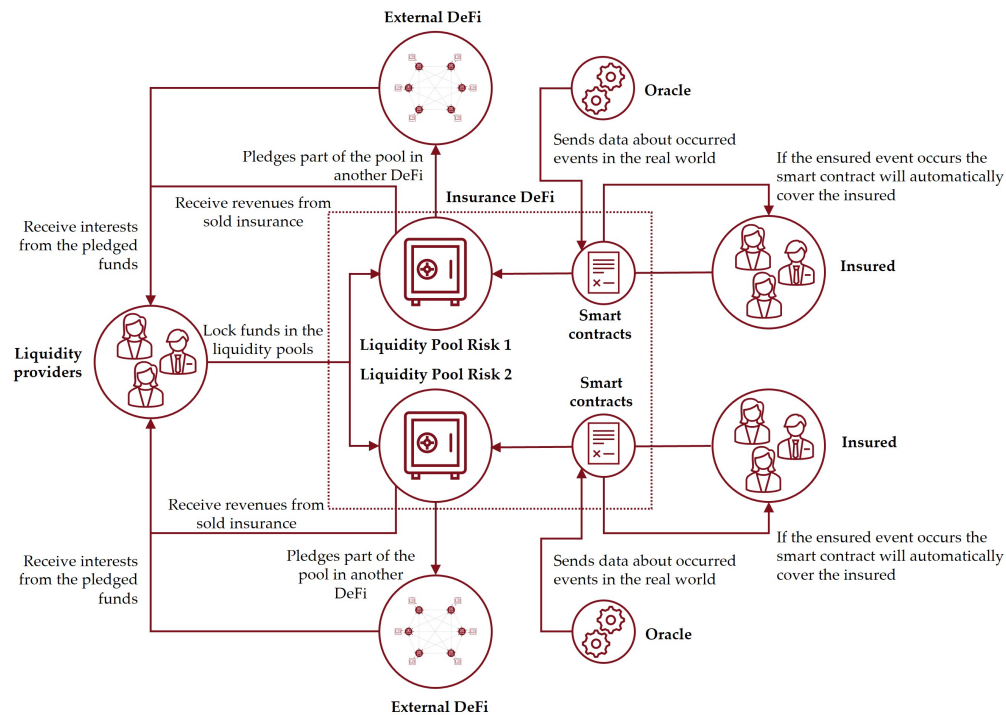 External DeFi
Oracle
Sends data about occurred
events in the real world
Pledges part of the pool in
another DeFi
If the ensured event occurs the
smart contract will automatically
cover the insured
Insurance DeFi
Receive revenues from
sold insurance
Receive interests
from the pledged
funds
Insured
Smart
contracts
Lock funds in the
liquidity pools
Liquidity Pool Risk 1
Liquidity
providers
Liquidity Pool Risk 2
Smart
contracts
Insured
Receive revenues from
sold insurance
If the ensured event occurs the
smart contract will automatically
cover the insured
Receive interests
from the pledged
funds
Pledges part of the
pool in another
DeFi
Sends data about occurred
events in the real world
Oracle
External DeFi